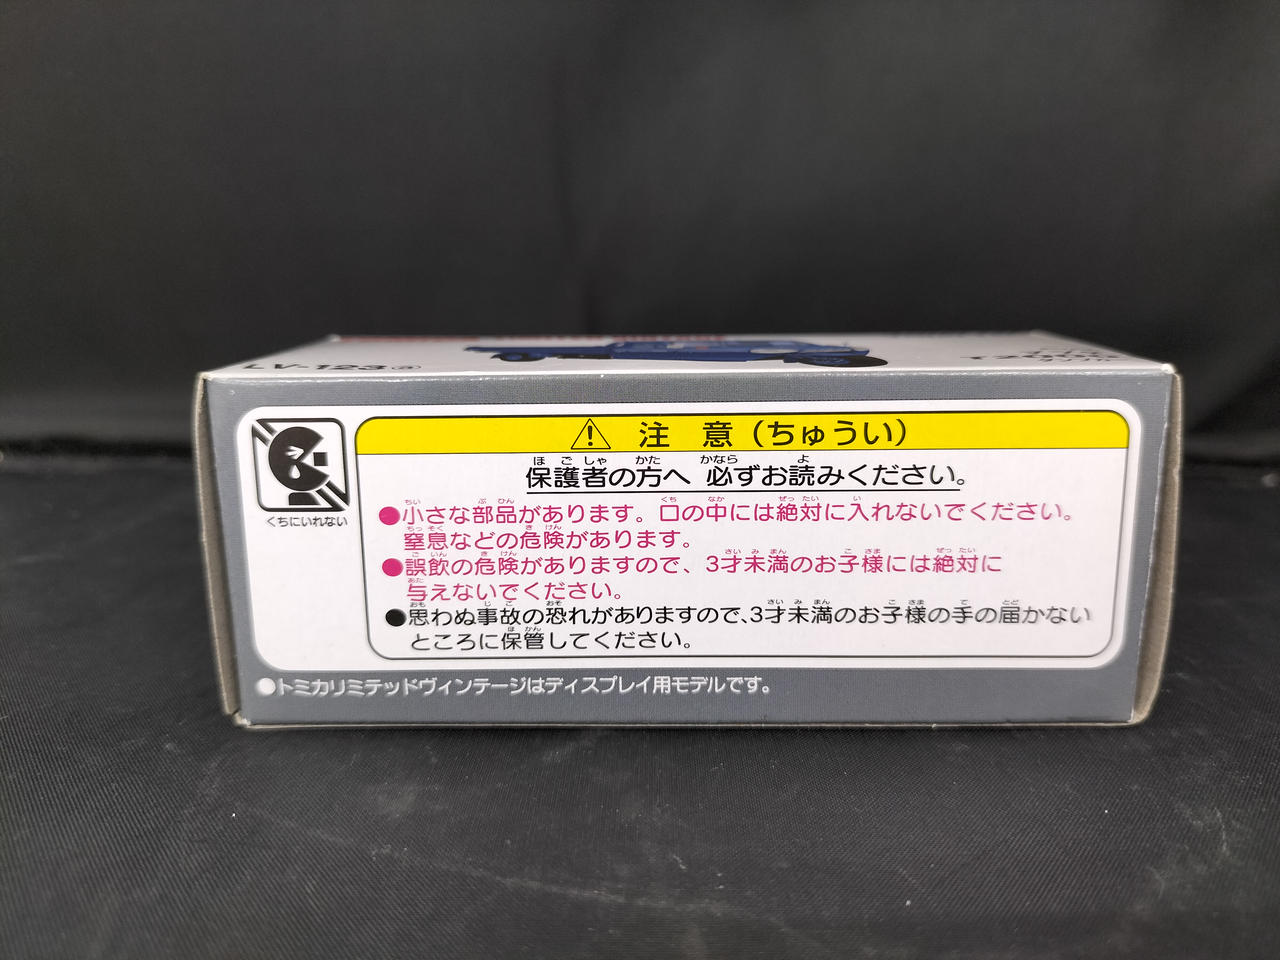 LV-123 a
くちにいれない
注 意（ちゅうい）
保護者の方へ 必ずお読みください。
●小さな部品があります。口の中には絶対に入れないでください。
窒息などの危険があります。
●誤飲の危険がありますので、3才未満のお子様には絶対に
与えないでください。
●思わぬ事故の恐れがありますので、3才未満のお子様の手の届かない
ところに保管してください。
●トミカリミテッドヴィンテージはディスプレイ用モデルです。